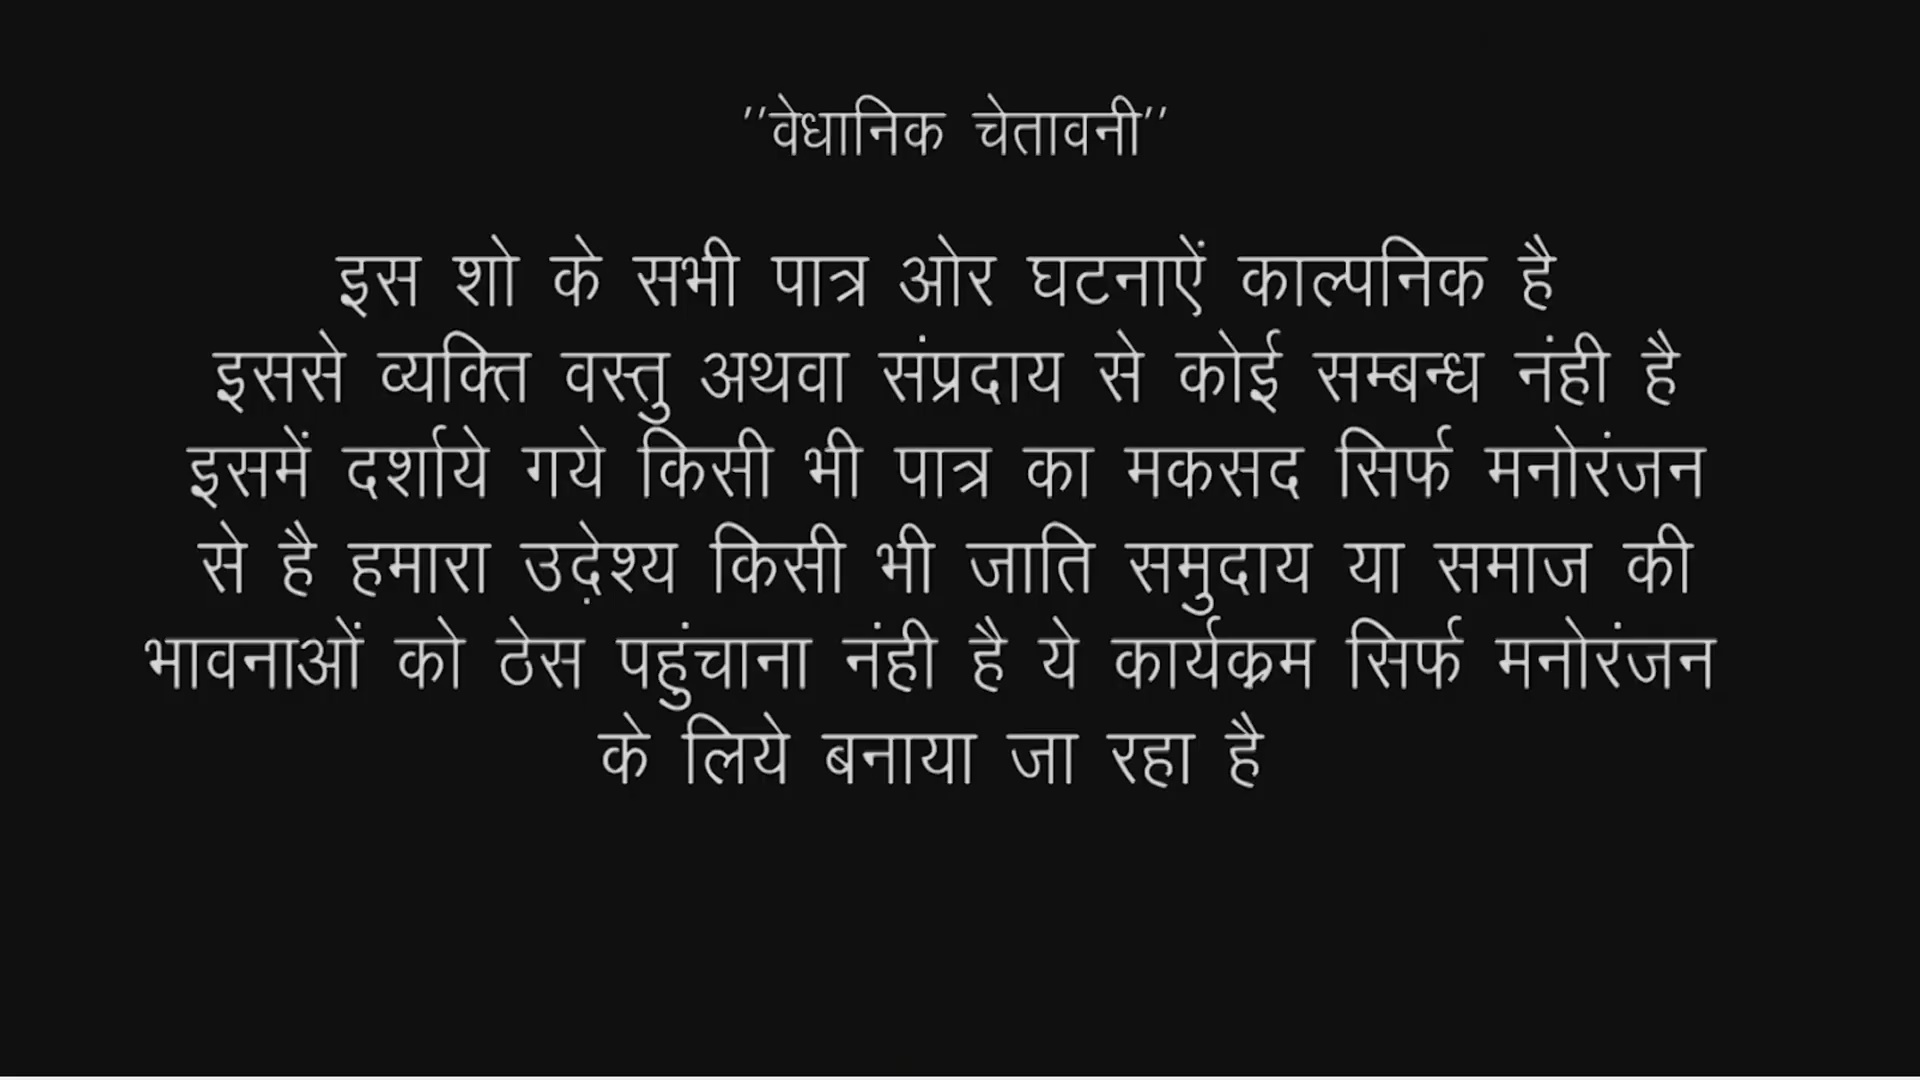 ''वेधानिक चेतावनी''
इस शो के सभी पात्र ओर घटनाऐं काल्पनिक है
इससे व्यक्ति वस्तु अथवा संप्रदाय से कोई सम्बन्ध नंही है
इसमें दर्शाये गये किसी भी पात्र का मकसद सिर्फ मनोरंजन
से है हमारा उद़ेश्य किसी भी जाति समुदाय या समाज की
भावनाओं को ठेस पहुंचाना नंही है ये कार्यक्रम सिर्फ मनोरंजन
के लिये बनाया जा रहा है